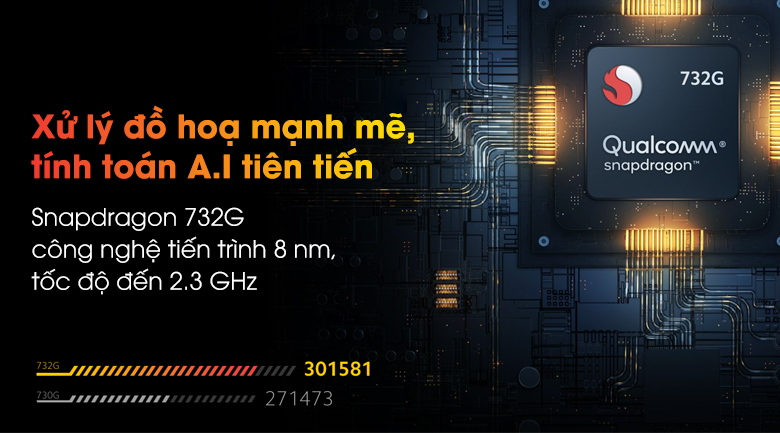 732G
Qualcomm®
snapdragon™
Xử lý đồ hoạ mạnh mẽ,
tính toán A.I tiên tiến
Snapdragon 732G
công nghệ tiến trình 8 nm,
tốc độ đến 2.3 GHz
732G 301581
730G 271473